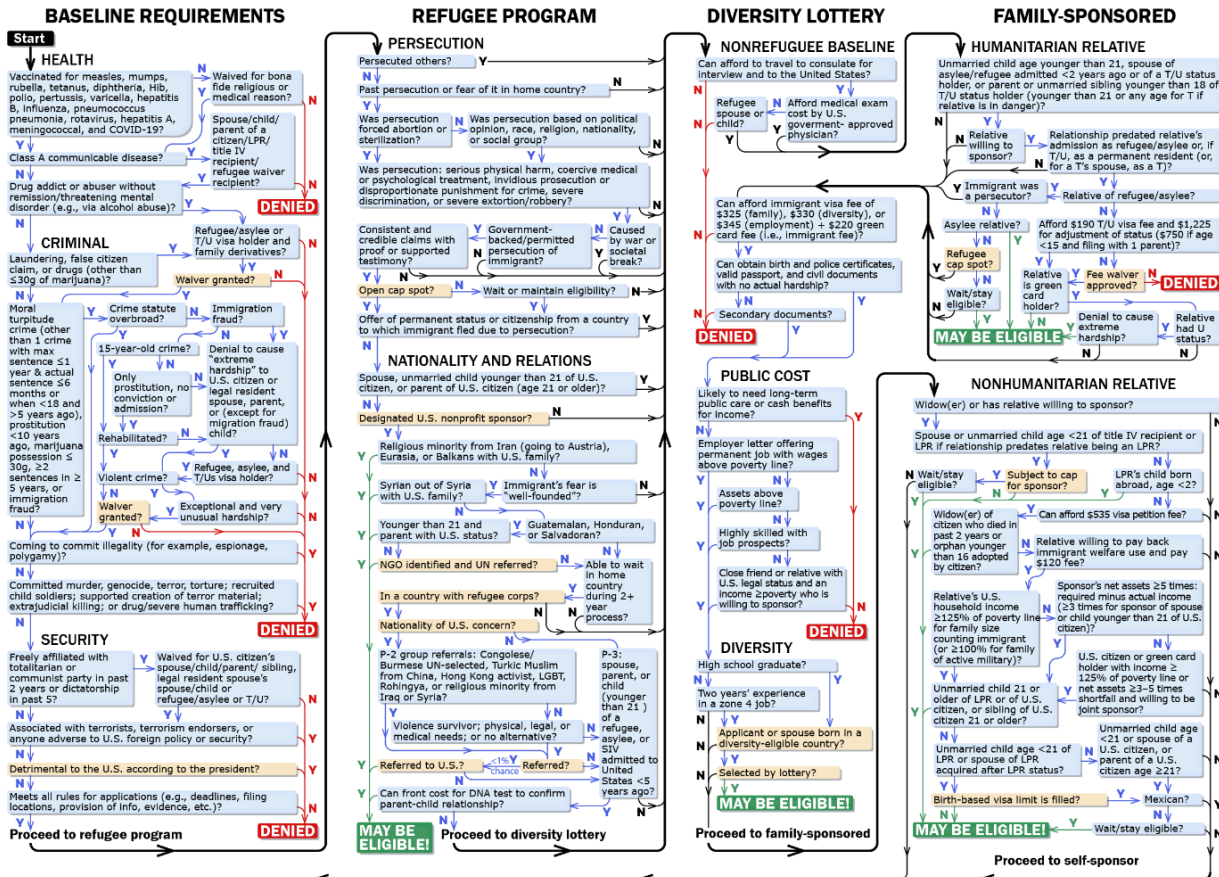 BASELINE REQUIREMENTS
Start
HEALTH
Vaccinated for measles, mumps,
rubella, tetanus, diphtheria, Hib,
polio, pertussis, varicella, hepatitis
B, influenza, pneumococcus
pneumonia, rotavirus, hepatitis A,
meningococcal, and COVID-19?
N
Waived for bona
fide religious or
medical reason?
Y
Y
N
Spouse/child/
parent of a
citizen/LPR/
title IV
recipient/
refugee waiver
recipient?
Class A communicable disease?
Y
N
Y
N
DENIED
Drug addict or abuser without
remission/threatening mental
disorder (e.g., via alcohol abuse)?
Y
N
Refugee/asylee or
T/U visa holder and
family derivatives?
CRIMINAL
Laundering, false citizen
claim, or drugs (other than
≤30g of marijuana)?
Y
Y
N
Waiver granted?
N
N
Y
Moral
turpitude
crime (other
than 1 crime
with max
sentence ≤1
year & actual
sentence ≤6
months or
when <18 and
>5 years ago),
prostitution
<10 years
ago, marijuana
possession ≤
30g, ≥2
sentences in ≥
5 years, or
immigration
fraud?
Y
Crime statute
overbroad?
N
Immigration
fraud?
Y
N
Y
15-year-old crime?
N
Y
N
Denial to cause
"extreme
hardship" to
U.S. citizen or
legal resident
spouse,
parent, or
(except for
migration fraud)
child?
Only
prostitution, no
conviction or
admission?
Y
N
Rehabilitated?
N
Y
Y
N
Violent crime?
Y
Refugee, asylee, and
T/Us visa holder?
N
N
Y
Waiver
granted?
Y
Exceptional and very
unusual hardship?
N
N
Y
N
Coming to commit illegality (for example, espionage,
polygamy)?
Y
N
Committed murder, genocide, terror, torture; recruited
child soldiers; supported creation of terror material;
extrajudicial killing; or drug/severe human trafficking?
Y
N
DENIED
SECURITY
Freely affiliated with
totalitarian or
communist party in past
2 years or dictatorship
in past 5?
Y
Waived for U.S. citizen's
spouse/child/parent/ sibling,
legal resident spouse's
spouse/child or
refugee/asylee or T/U?
N
N
Y
Associated with terrorists, terrorism endorsers, or
anyone adverse to U.S. foreign policy or security?
Y
N
Detrimental to the U.S. according to the president?
Y
N
Meets all rules for applications (e.g., deadlines, filing
locations, provision of info, evidence, etc.)?
N
Y
DENIED
Proceed to refugee program
REFUGEE PROGRAM
PERSECUTION
Persecuted others?
Y
N
Past persecution or fear of it in home country?
N
Y
Was persecution
forced abortion or
sterilization?
N
Was persecution based on political
opinion, race, religion, nationality,
or social group?
Y
Y
N
Was persecution: serious physical harm, coercive medical
or psychological treatment, invidious prosecution or
disproportionate punishment for crime, severe
discrimination, or severe extortion/robbery?
Y
N
Consistent and
credible claims with
proof or supported
testimony?
Y
Government-
backed/permitted
persecution of
immigrant?
N
Caused
by war or
societal
break?
Y
N
N
N
Y
Open cap spot?
N
Wait or maintain eligibility?
N
Y
Y
Offer of permanent status or citizenship from a country
to which immigrant fled due to persecution?
Y
N
NATIONALITY AND RELATIONS
Spouse, unmarried child younger than 21 of U.S.
citizen, or parent of U.S. citizen (age 21 or older)?
Y
N
Designated U.S. nonprofit sponsor?
N
Y
Religious minority from Iran (going to Austria),
Eurasia, or Balkans with U.S. family?
Y
N
Syrian out of Syria
with U.S. family?
Y
Immigrant's fear is
"well-founded"?
N
N
Y
Younger than 21 and
parent with U.S. status?
Y
Guatemalan, Honduran,
or Salvadoran?
Y
N
N
NGO identified and UN referred?
N
Able to wait
in home
country
during 2+
year
process?
Y
In a country with refugee corps?
Y
N
N
Y
Nationality of U.S. concern?
N
Y
P-2 group referrals: Congolese/
Burmese UN-selected, Turkic Muslim
from China, Hong Kong activist, LGBT,
Rohingya, or religious minority from
Iraq or Syria?
P-3:
spouse,
parent, or
child
(younger
than 21 )
of a
refugee,
asylee, or
SIV
admitted to
United
States <5
years ago?
Y
N
Violence survivor; physical, legal, or
medical needs; or no alternative?
Y
N
Referred to U.S.?
<1%
chance
Y
Referred?
N
Y
N
Can front cost for DNA test to confirm
parent-child relationship?
Y
N
Y
N
MAY BE
ELIGIBLE!
Proceed to diversity lottery
DIVERSITY LOTTERY
NONREFUGUEE BASELINE
Can afford to travel to consulate for
interview and to the United States?
N
Y
Refugee
spouse or
child?
N
Afford medical exam
cost by U.S.
goverment- approved
physician?
N
Y
Y
Can afford immigrant visa fee of
$325 (family), $330 (diversity), or
$345 (employment) + $220 green
card fee (i.e., immigrant fee)?
N
Y
Can obtain birth and police certificates,
valid passport, and civil documents
with no actual hardship?
N
Y
Secondary documents?
N
Y
DENIED
PUBLIC COST
Likely to need long-term
public care or cash benefits
for income?
Y
N
Employer letter offering
permanent job with wages
above poverty line?
Y
N
Assets above
poverty line?
Y
N
Highly skilled with
job prospects?
Y
N
Close friend or relative with
U.S. legal status and an
income ≥poverty who is
willing to sponsor?
Y
N
DENIED
DIVERSITY
High school graduate?
N
Y
Two years' experience
in a zone 4 job?
N
Y
Applicant or spouse born in a
diversity-eligible country?
N
Y
Selected by lottery?
N
Y
MAY BE ELIGIBLE!
Proceed to family-sponsored
FAMILY-SPONSORED
HUMANITARIAN RELATIVE
Unmarried child age younger than 21, spouse of
asylee/refugee admitted <2 years ago or of a T/U status
holder, or parent or unmarried sibling younger than 18 of
T/U status holder (younger than 21 or any age for T if
relative is in danger)?
N
Y
Relative
willing to
sponsor?
Y
Relationship predated relative's
admission as refugee/asylee or, if
T/U, as a permanent resident (or,
for a T's spouse, as a T)?
N
N
Y
Immigrant was
a persecutor?
Y
Y
Relative of refugee/asylee?
N
N
Asylee relative?
Y
N
Afford $190 T/U visa fee and $1,225
for adjustment of status ($750 if age
<15 and filing with 1 parent)?
Y
N
Refugee
cap spot?
Y
N
Relative
is green
card
holder?
Y
Fee waiver
approved?
N
DENIED
Wait/stay
eligible?
N
Y
N
Y
MAY BE ELIGIBLE!
Denial to cause
extreme
hardship?
Y
Relative
had U
status?
Y
N
N
NONHUMANITARIAN RELATIVE
Widow(er) or has relative willing to sponsor?
N
Y
Spouse or unmarried child age <21 of title IV recipient or
LPR if relationship predates relative being an LPR?
Y
N
Wait/stay
eligible?
N
Y
Subject to cap
for sponsor?
Y
N
LPR's child born
abroad, age <2?
Y
N
Widow(er) of
citizen who died in
past 2 years or
orphan younger
than 16 adopted
by citizen?
Y
Can afford $535 visa petition fee?
N
Y
N
Relative willing to pay back
immigrant welfare use and pay
$120 fee?
N
Y
Relative's U.S.
household income
≥125% of poverty line
for family size
counting immigrant
(or ≥100% for family
of active military)?
N
Sponsor's net assets ≥5 times:
required minus actual income
(≥3 times for sponsor of spouse
or child younger than 21 of U.S.
citizen)?
Y
N
U.S. citizen or green card
holder with income ≥
125% of poverty line or
net assets ≥3–5 times
shortfall and willing to be
joint sponsor?
Y
N
Y
Unmarried child 21 or
older of LPR or of U.S.
citizen, or sibling of U.S.
citizen 21 or older?
Y
N
Unmarried child age <21 of
LPR or spouse of LPR
acquired after LPR status?
N
Unmarried child age
<21 or spouse of a
U.S. citizen, or
parent of a U.S.
citizen age ≥21?
Y
N
Y
Birth-based visa limit is filled?
Y
Mexican?
Y
N
N
MAY BE ELIGIBLE!
Y
Wait/stay eligible?
N
Proceed to self-sponsor